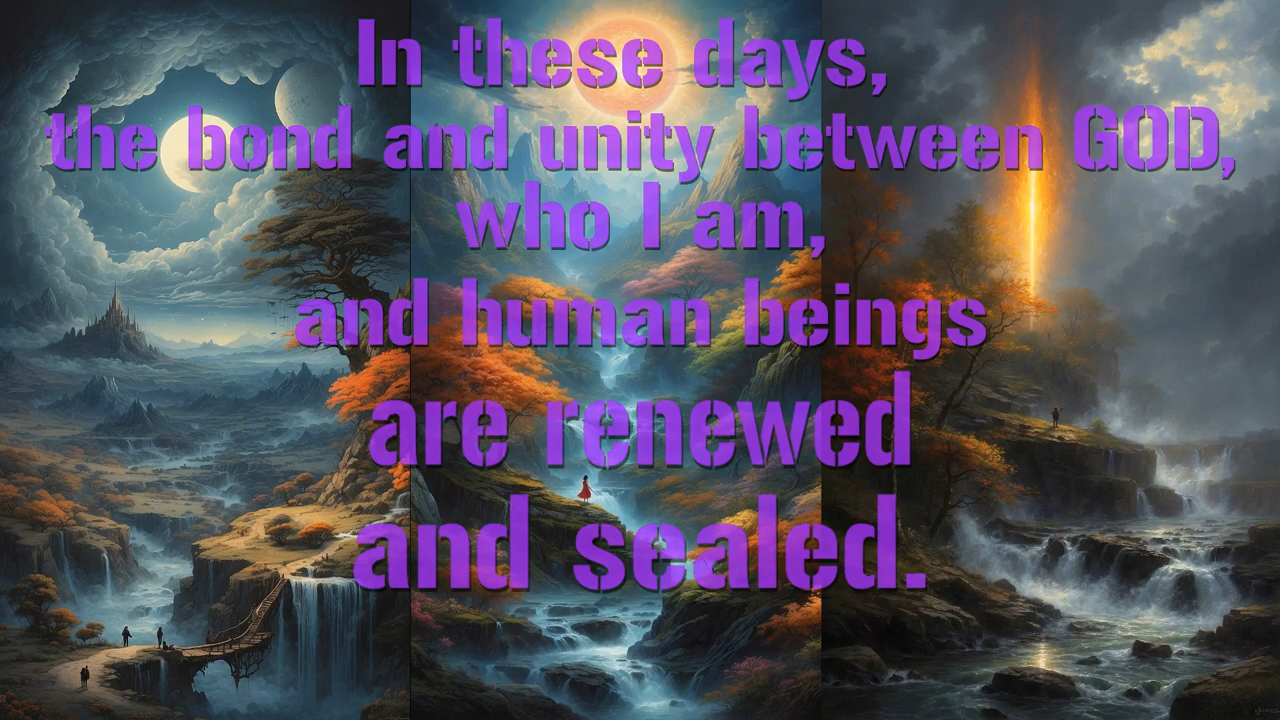 In these days,
the bond and unity between GOD,
who I am,
and human beings
are renewed
and sealed.